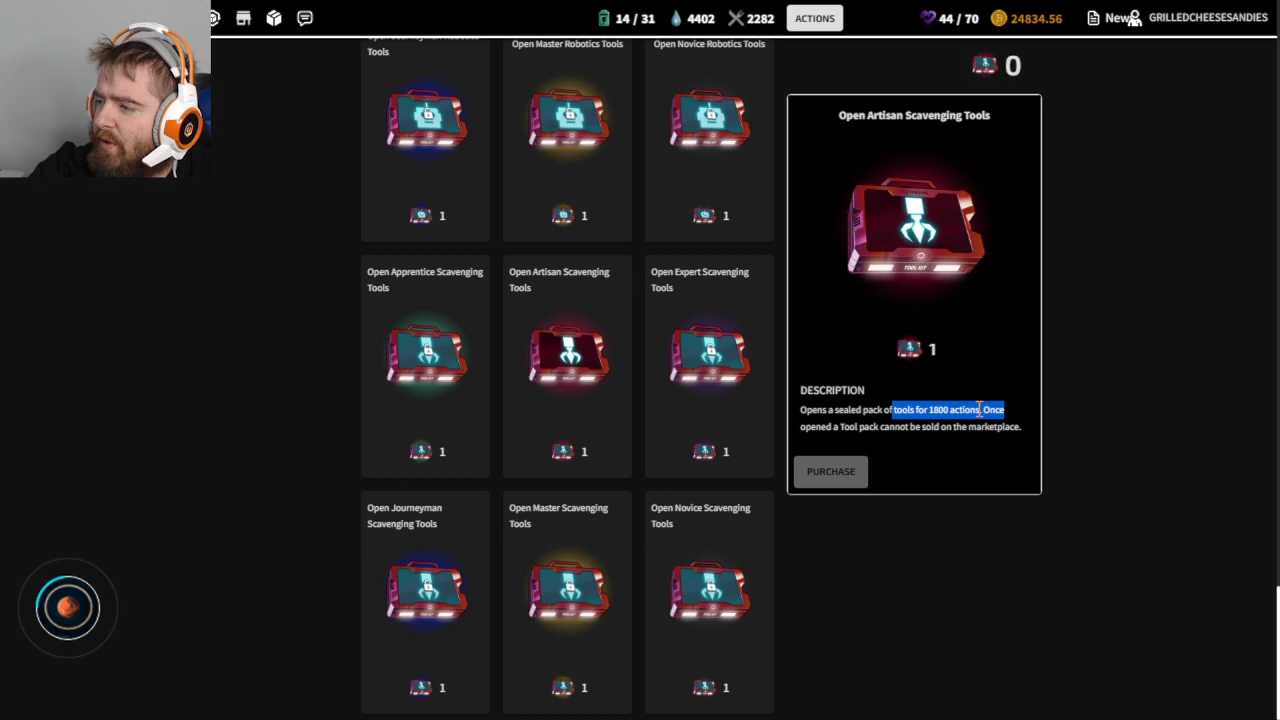 14 / 31
4402
2282
ACTIONS
44 / 70
24834.56
New
GRILLEDCHEESESANDIES
Tools
Open Master Robotics Tools
Open Novice Robotics Tools
1
1
1
0
Open Artisan Scavenging Tools
TOOL KIT
1
DESCRIPTION
Opens a sealed pack of tools for 1800 actions. Once
opened a Tool pack cannot be sold on the marketplace.
PURCHASE
Open Apprentice Scavenging
Tools
Open Artisan Scavenging
Tools
Open Expert Scavenging
Tools
1
1
1
Open Journeyman
Scavenging Tools
Open Master Scavenging
Tools
Open Novice Scavenging
Tools
1
1
1